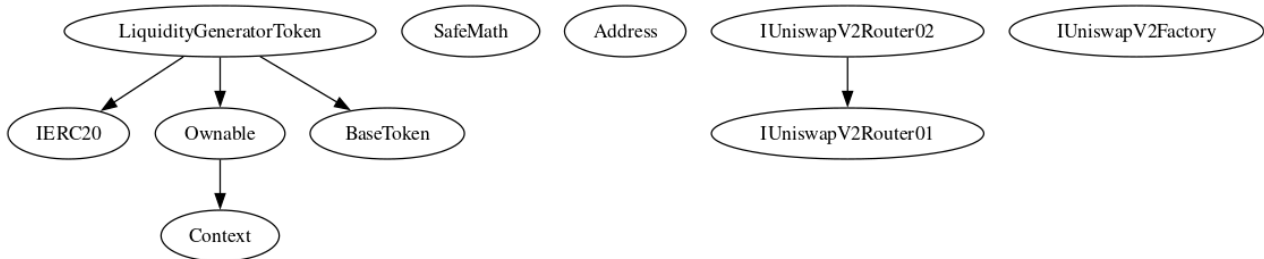 LiquidityGeneratorToken
SafeMath
Address
IUniswapV2Router02
IUniswapV2Factory
IERC20
Ownable
BaseToken
IUniswapV2Router01
Context